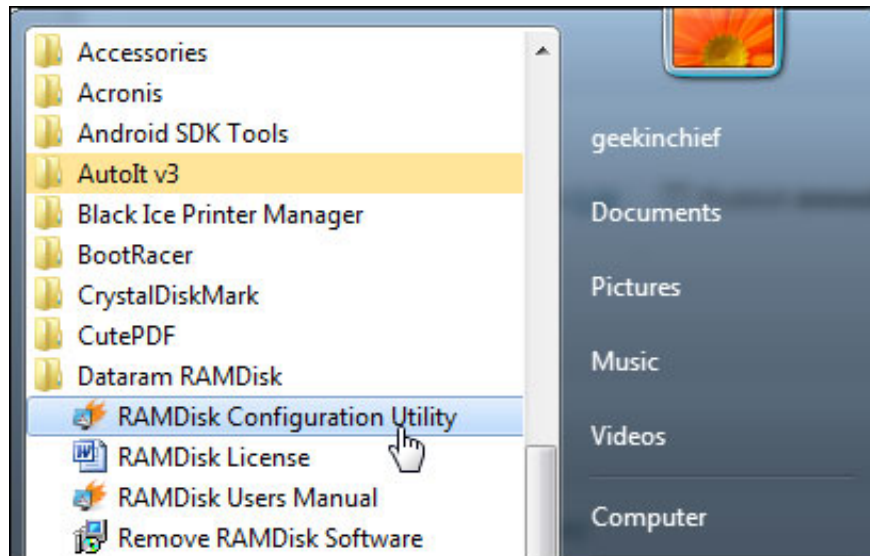 Accessories
Acronis
Android SDK Tools
AutoIt v3
Black Ice Printer Manager
BootRacer
CrystalDiskMark
CutePDF
Dataram RAMDisk
RAMDisk Configuration Utility
RAMDisk License
RAMDisk Users Manual
Remove RAMDisk Software
geekinchief
Documents
Pictures
Music
Videos
Computer